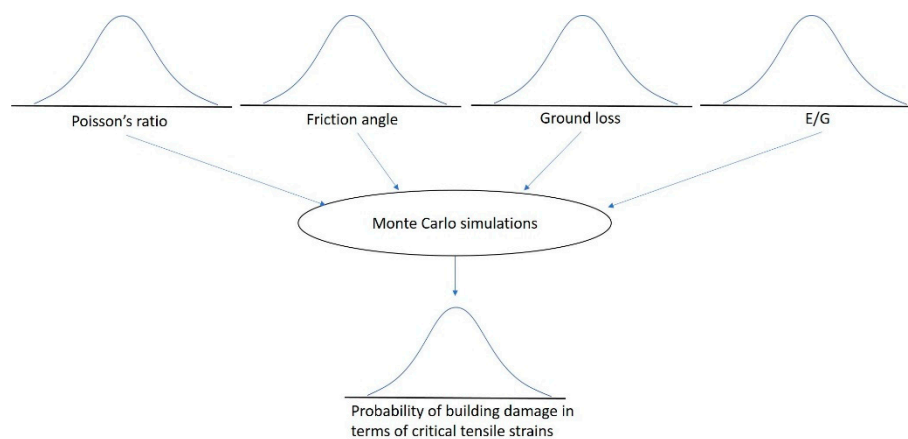 Poisson's ratio
Friction angle
Ground loss
E/G
Monte Carlo simulations
Probability of building damage in
terms of critical tensile strains